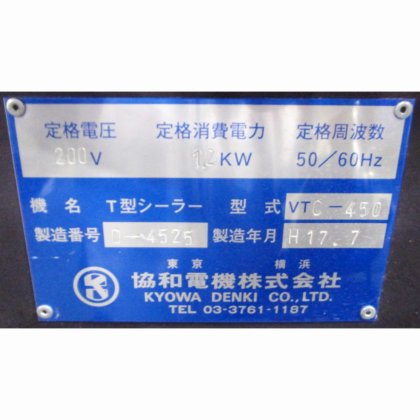 定格電圧 定格消費電力 定格周波数
200V 1.2KW 50/60Hz
機名 T型シーラー 型式 VTC-450
製造番号 D-4525 製造年月 H17.7
東京 横浜
協和電機株式会社
KYOWA DENKI CO.,LTD.
TEL 03-3761-1187